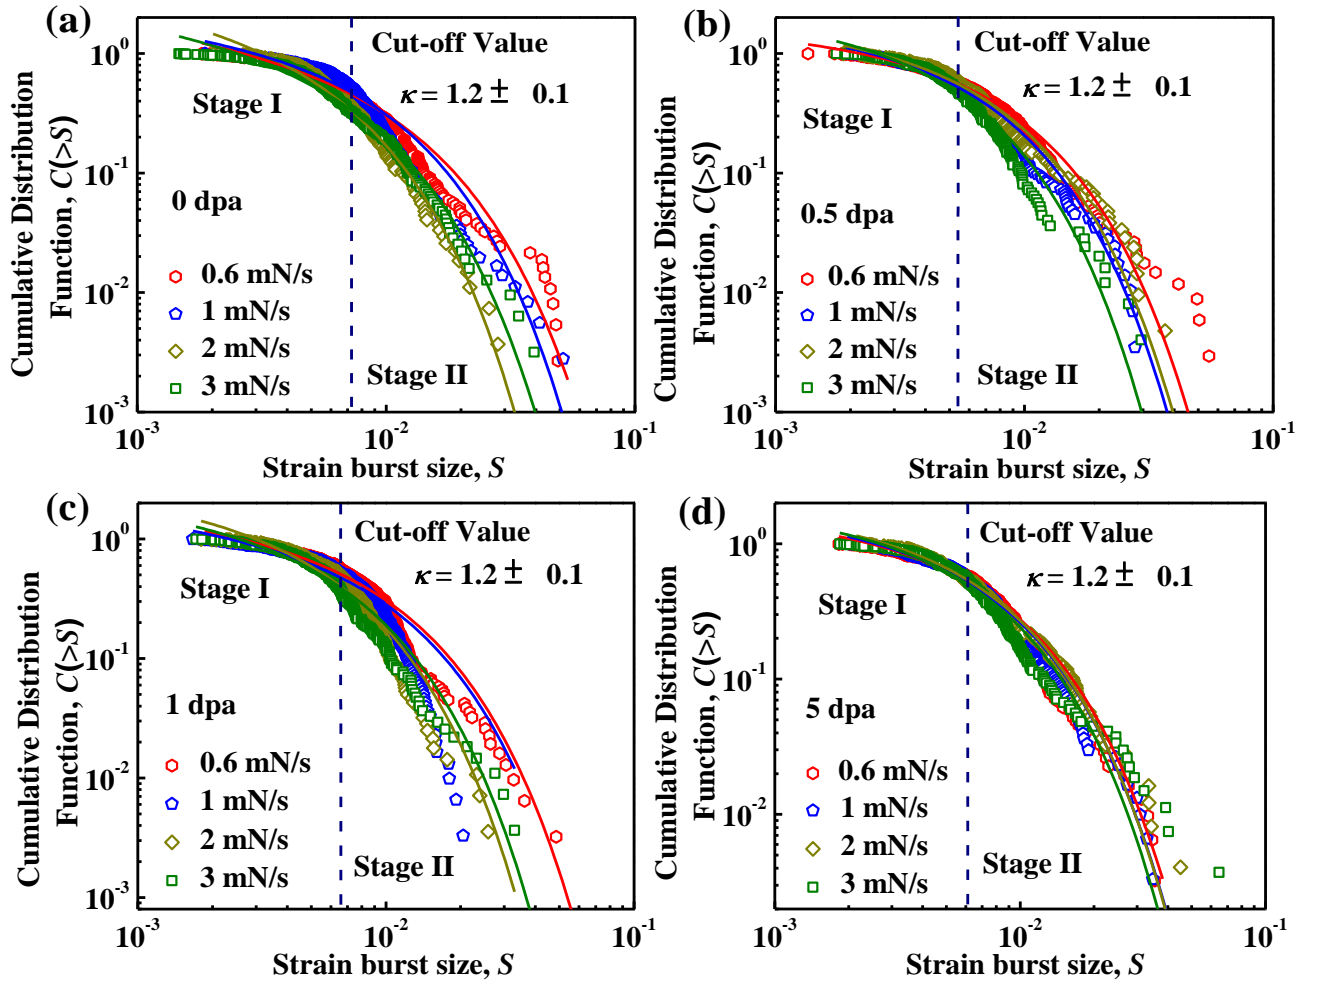 (a)
Cumulative Distribution
Function, C(>S)
10⁰
10⁻¹
10⁻²
10⁻³
Cut-off Value
κ = 1.2 ± 0.1
Stage I
0 dpa
0.6 mN/s
1 mN/s
2 mN/s
3 mN/s
Stage II
10⁻³
10⁻²
10⁻¹
Strain burst size, S
(b)
Cumulative Distribution
Function, C(>S)
10⁰
10⁻¹
10⁻²
10⁻³
Cut-off Value
κ = 1.2 ± 0.1
Stage I
0.5 dpa
0.6 mN/s
1 mN/s
2 mN/s
3 mN/s
Stage II
10⁻³
10⁻²
10⁻¹
Strain burst size, S
(c)
Cumulative Distribution
Function, C(>S)
10⁰
10⁻¹
10⁻²
10⁻³
Cut-off Value
κ = 1.2 ± 0.1
Stage I
1 dpa
0.6 mN/s
1 mN/s
2 mN/s
3 mN/s
Stage II
10⁻³
10⁻²
10⁻¹
Strain burst size, S
(d)
Cumulative Distribution
Function, C(>S)
10⁰
10⁻¹
10⁻²
Cut-off Value
κ = 1.2 ± 0.1
Stage I
5 dpa
0.6 mN/s
1 mN/s
2 mN/s
3 mN/s
Stage II
10⁻³
10⁻²
10⁻¹
Strain burst size, S